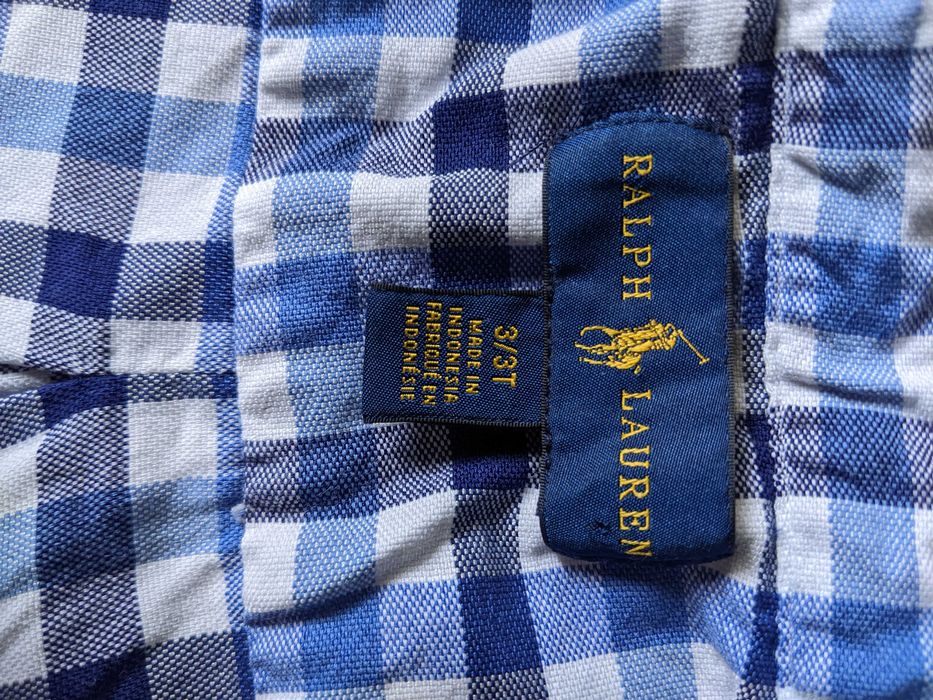 RALPH LAUREN
3/3T
MADE IN
INDONESIA
FABRIQUÉ EN
INDONÉSIE